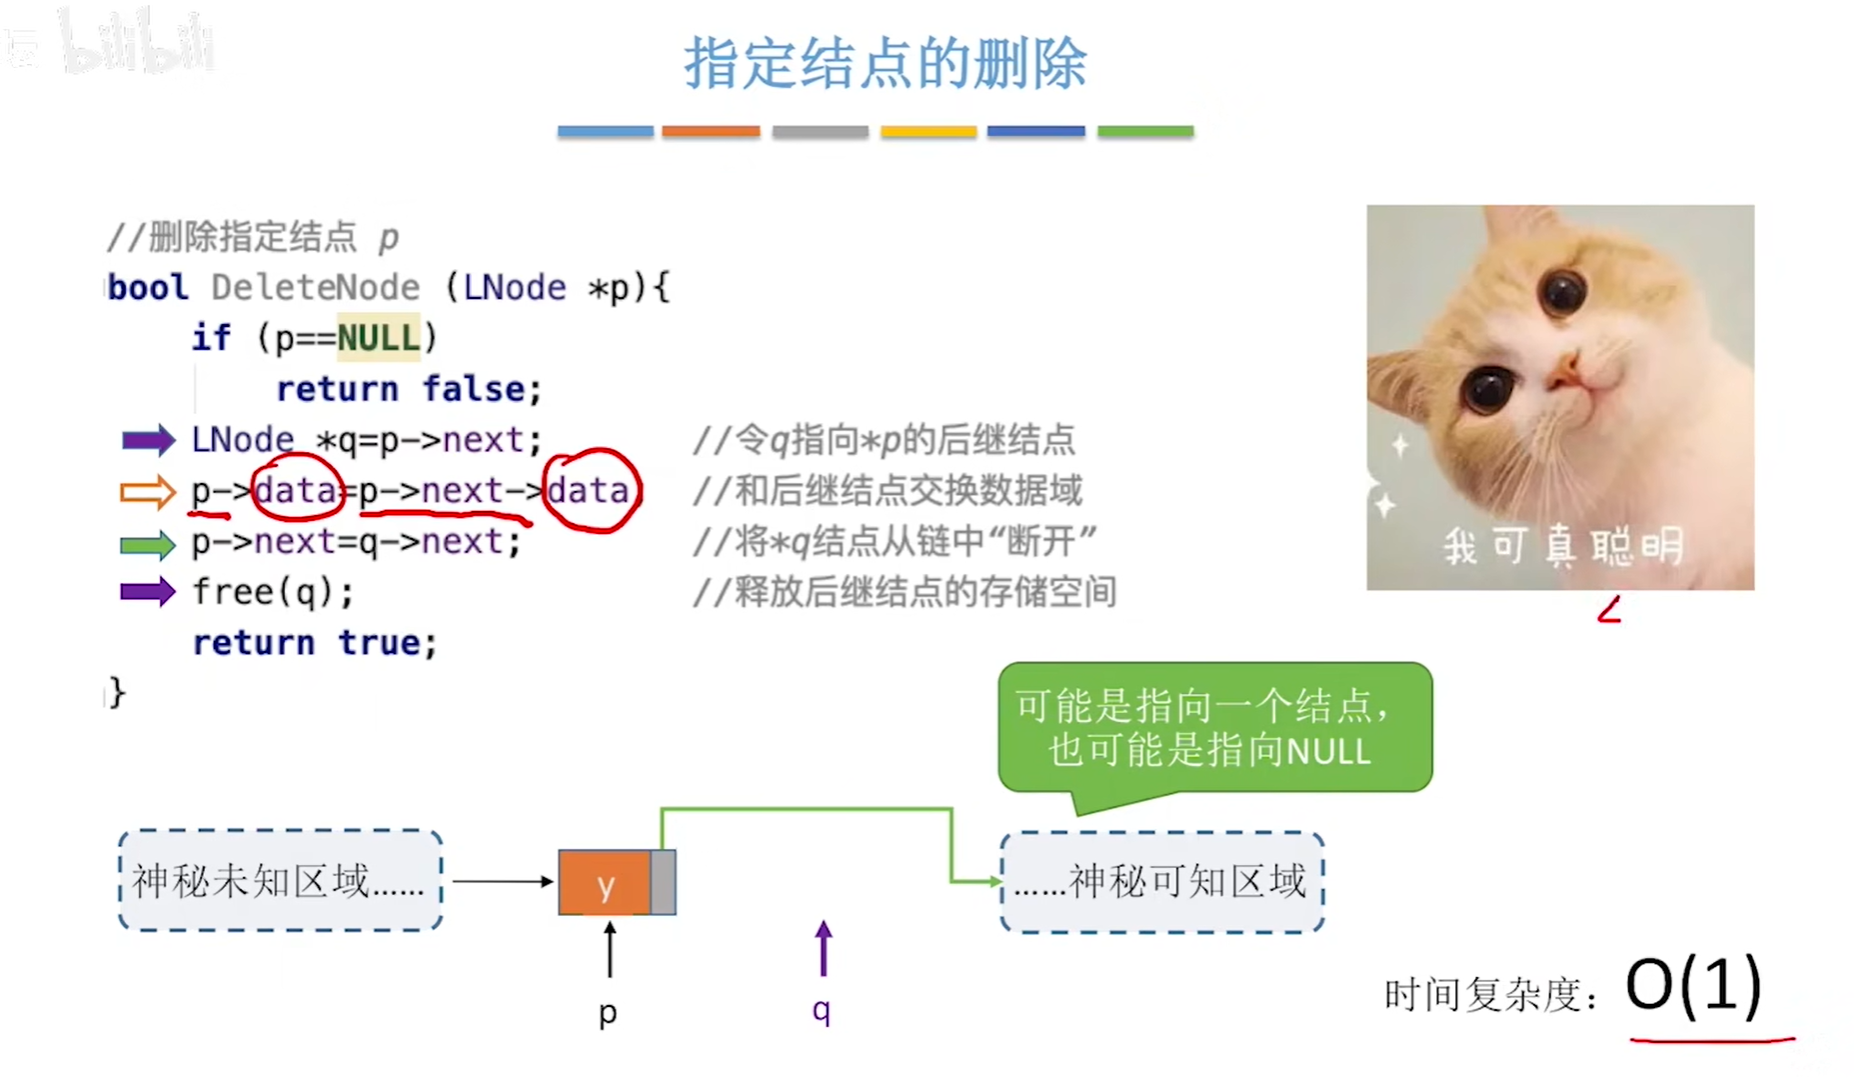 bilibili
指定结点的删除
//删除指定结点 p
bool DeleteNode (LNode *p){
if (p==NULL)
return false;
LNode *q=p->next; //令q指向*p的后继结点
p->data=p->next->data //和后继结点交换数据域
p->next=q->next; //将*q结点从链中“断开”
free(q); //释放后继结点的存储空间
return true;
}
我可真聪明
可能是指向一个结点，
也可能是指向NULL
神秘未知区域…… y ……神秘可知区域
p q
时间复杂度： O(1)